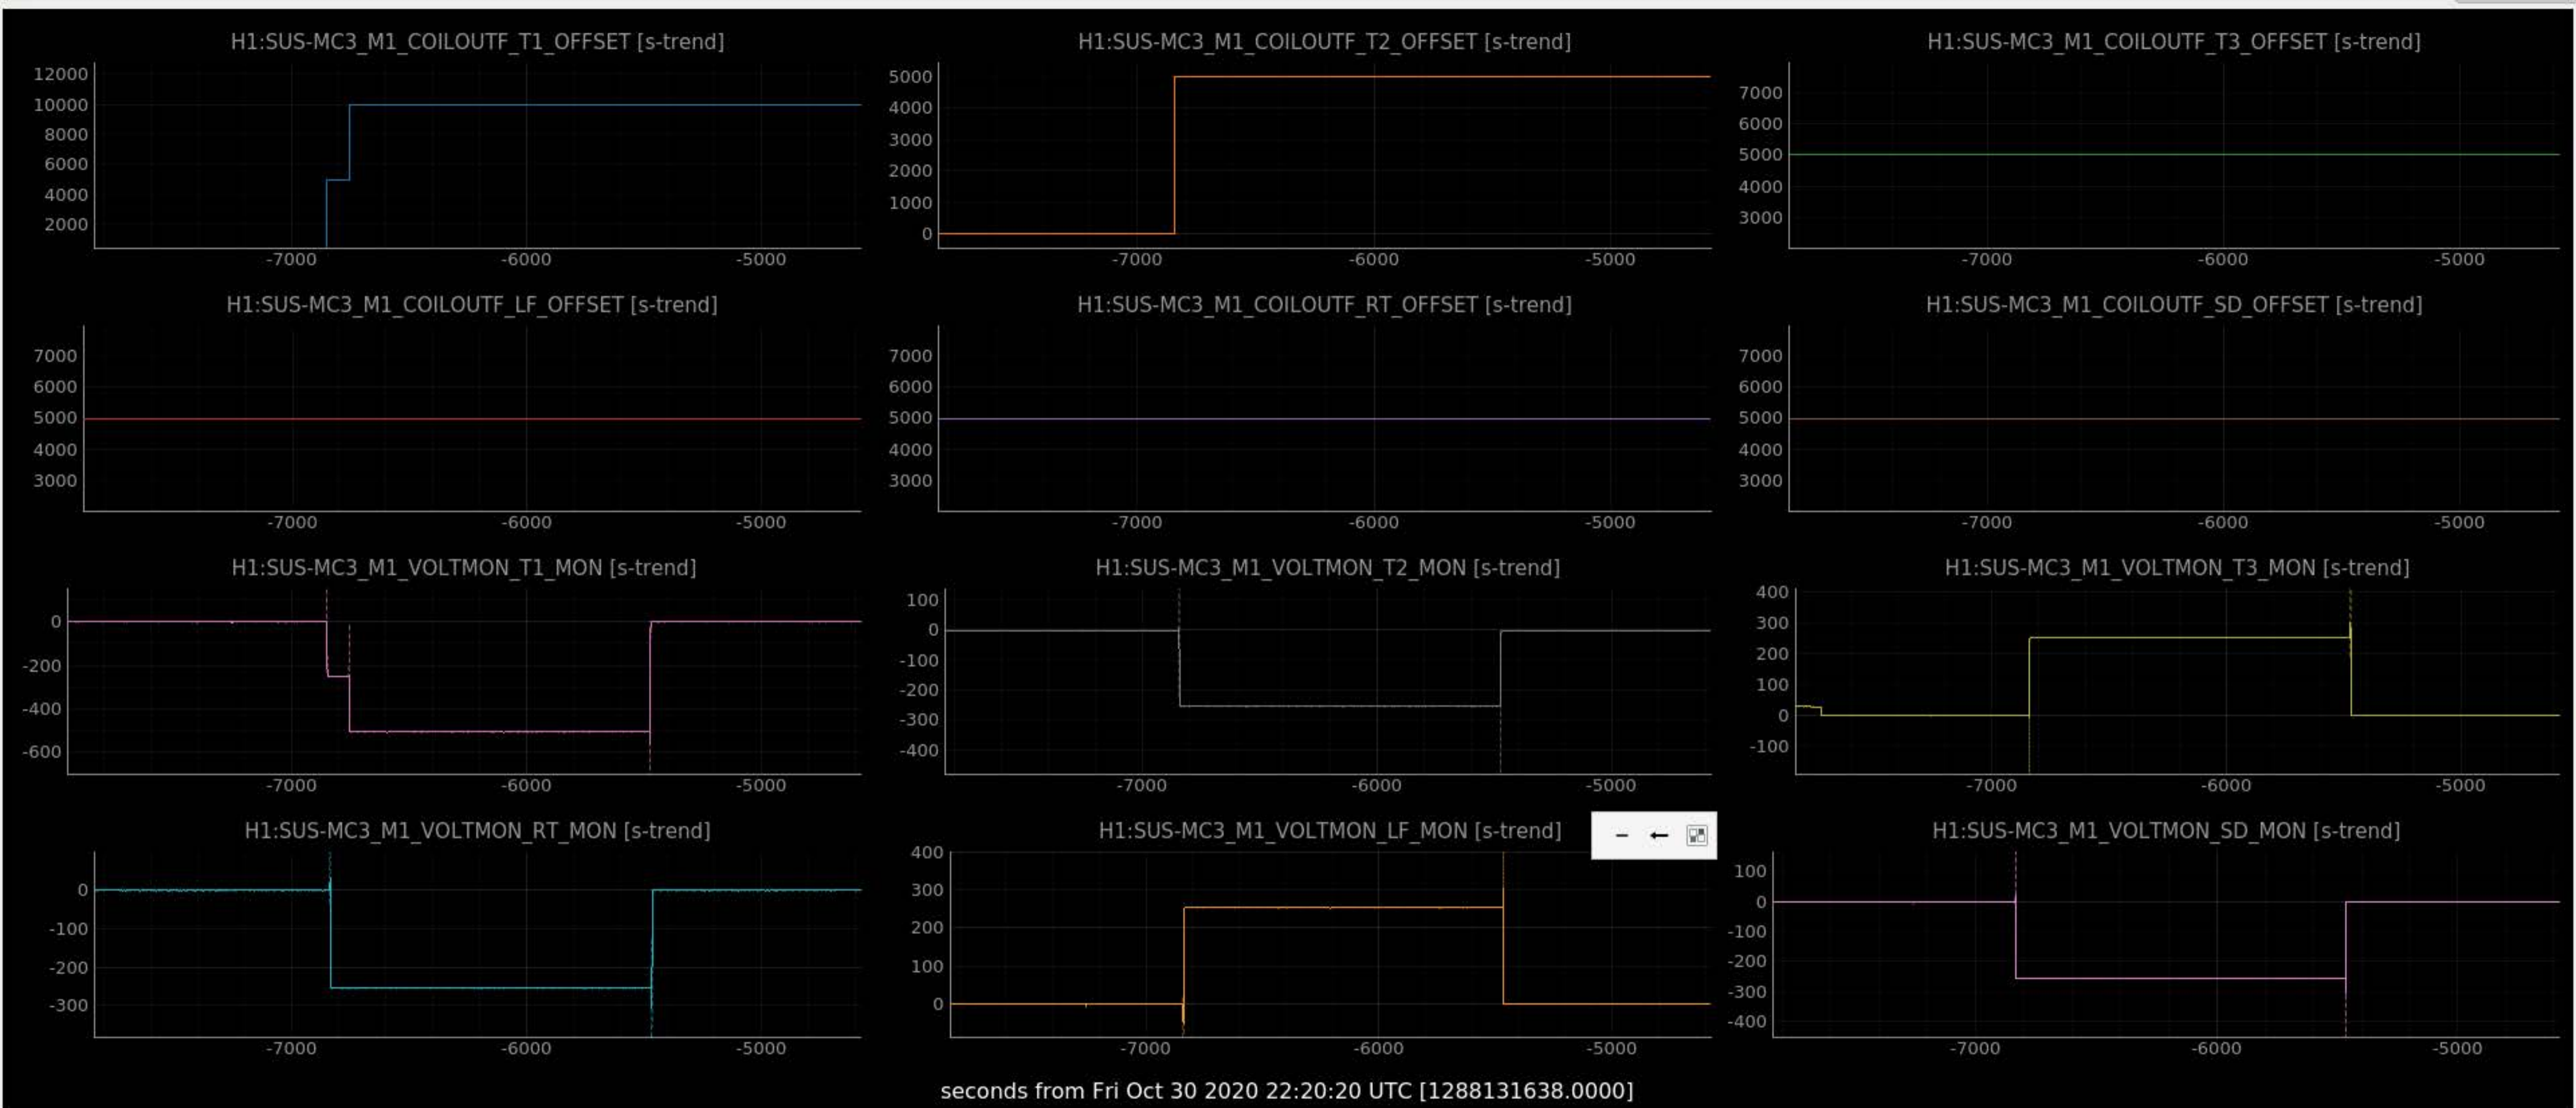 H1:SUS-MC3_M1_COILOUTF_T1_OFFSET [s-trend]
12000
10000
8000
6000
4000
2000
-7000 -6000 -5000
H1:SUS-MC3_M1_COILOUTF_T2_OFFSET [s-trend]
5000
4000
3000
2000
1000
0
-7000 -6000 -5000
H1:SUS-MC3_M1_COILOUTF_T3_OFFSET [s-trend]
7000
6000
5000
4000
3000
-7000 -6000 -5000
H1:SUS-MC3_M1_COILOUTF_LF_OFFSET [s-trend]
7000
6000
5000
4000
3000
-7000 -6000 -5000
H1:SUS-MC3_M1_COILOUTF_RT_OFFSET [s-trend]
7000
6000
5000
4000
3000
-7000 -6000 -5000
H1:SUS-MC3_M1_COILOUTF_SD_OFFSET [s-trend]
7000
6000
5000
4000
3000
-7000 -6000 -5000
H1:SUS-MC3_M1_VOLTMON_T1_MON [s-trend]
0
-200
-400
-600
-7000 -6000 -5000
H1:SUS-MC3_M1_VOLTMON_T2_MON [s-trend]
100
0
-100
-200
-300
-400
-7000 -6000 -5000
H1:SUS-MC3_M1_VOLTMON_T3_MON [s-trend]
400
300
200
100
0
-100
-7000 -6000 -5000
H1:SUS-MC3_M1_VOLTMON_RT_MON [s-trend]
0
-100
-200
-300
-7000 -6000 -5000
H1:SUS-MC3_M1_VOLTMON_LF_MON [s-trend]
400
300
200
100
0
-7000 -6000 -5000
H1:SUS-MC3_M1_VOLTMON_SD_MON [s-trend]
100
0
-100
-200
-300
-400
-7000 -6000 -5000
seconds from Fri Oct 30 2020 22:20:20 UTC [1288131638.0000]